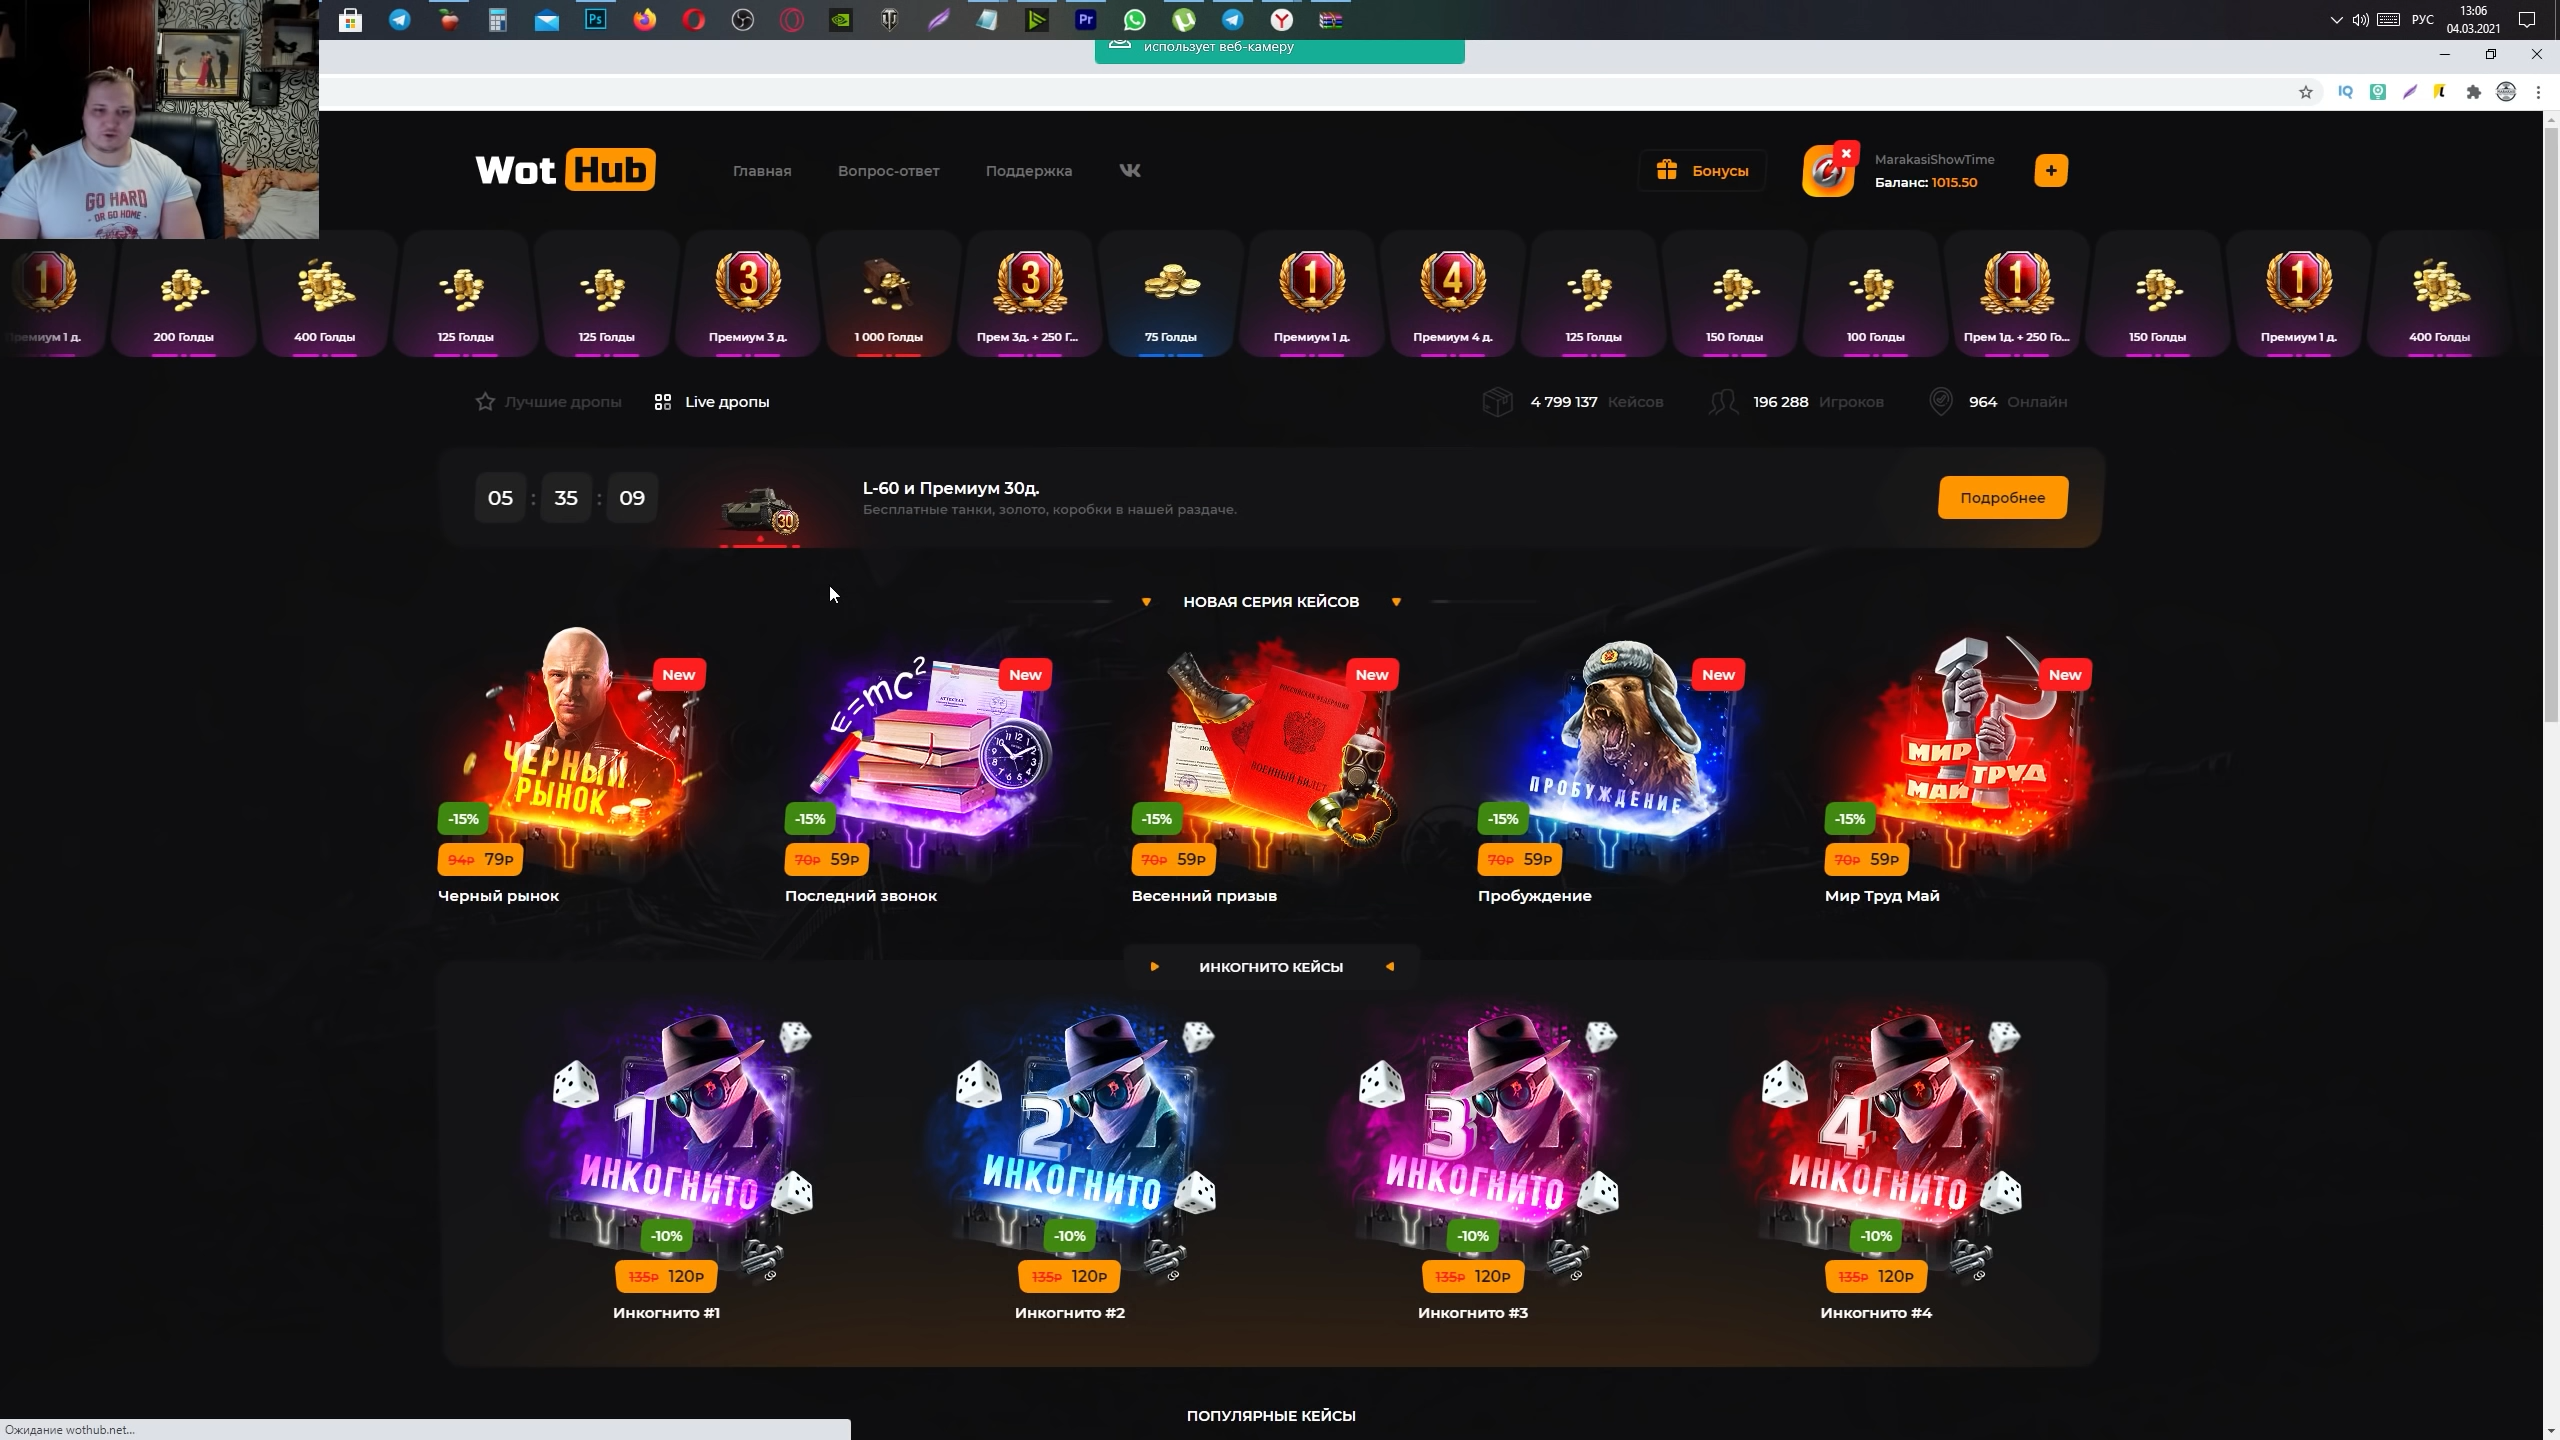 13:06
РУС
04.03.2021
использует веб-камеру
IQ
GO HARD
- OR GO HOME -
Wot Hub
Главная
Вопрос-ответ
Поддержка
Бонусы
MarakasiShowTime
Баланс: 1015.50
Премиум 1 д.
200 Голды
400 Голды
125 Голды
125 Голды
Премиум 3 д.
1 000 Голды
Прем 3д. + 250 Г...
75 Голды
Премиум 1 д.
Премиум 4 д.
125 Голды
150 Голды
100 Голды
Прем 1д. + 250 Го...
150 Голды
Премиум 1 д.
400 Голды
Лучшие дропы
Live дропы
4 799 137 Кейсов
196 288 Игроков
964 Онлайн
05 : 35 : 09
30
L-60 и Премиум 30д.
Бесплатные танки, золото, коробки в нашей раздаче.
Подробнее
НОВАЯ СЕРИЯ КЕЙСОВ
New
ЧЕРНЫЙ
РЫНОК
-15%
94Р 79Р
Черный рынок
E=mc²
АТТЕСТАТ
New
-15%
70Р 59Р
Последний звонок
New
РОССИЙСКАЯ ФЕДЕРАЦИЯ
ВОЕННЫЙ БИЛЕТ
-15%
70Р 59Р
Весенний призыв
New
ПРОБУЖДЕНИЕ
-15%
70Р 59Р
Пробуждение
New
МИР
ТРУД
МАЙ
-15%
70Р 59Р
Мир Труд Май
ИНКОГНИТО КЕЙСЫ
1
ИНКОГНИТО
-10%
135Р 120Р
Инкогнито #1
2
ИНКОГНИТО
-10%
135Р 120Р
Инкогнито #2
3
ИНКОГНИТО
-10%
135Р 120Р
Инкогнито #3
4
ИНКОГНИТО
-10%
135Р 120Р
Инкогнито #4
ПОПУЛЯРНЫЕ КЕЙСЫ
Ожидание wothub.net...